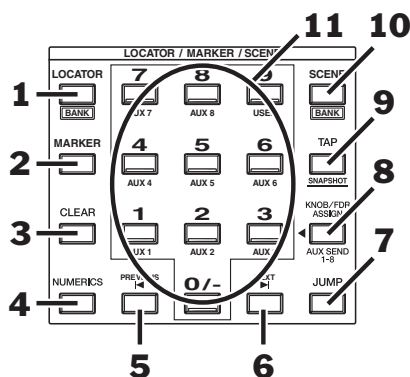 11
10
LOCATOR / MARKER / SCENE
LOCATOR
7
8
9
SCENE
1
BANK
AUX 7
AUX 8
USER
BANK
9
MARKER
4
5
6
TAP
2
AUX 4
AUX 5
AUX 6
SNAPSHOT
8
CLEAR
1
2
3
KNOB/FDR
ASSIGN
3
AUX 1
AUX 2
AUX
AUX SEND
1-8
7
NUMERICS
PREVIOUS
0/-
NEXT
JUMP
4
5
6